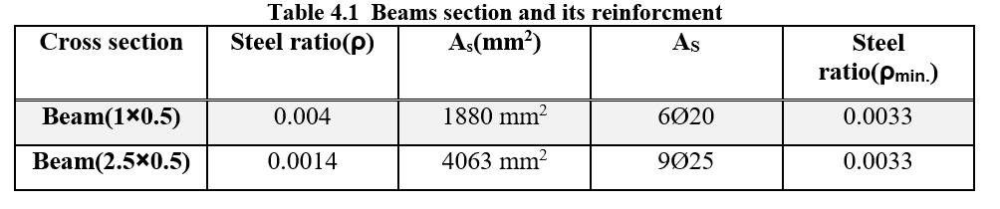 Table 4.1 Beams section and its reinforcment
Cross section Steel ratio(ρ) As(mm²) As Steel
ratio(ρmin.)
Beam(1×0.5) 0.004 1880 mm² 6Ø20 0.0033
Beam(2.5×0.5) 0.0014 4063 mm² 9Ø25 0.0033